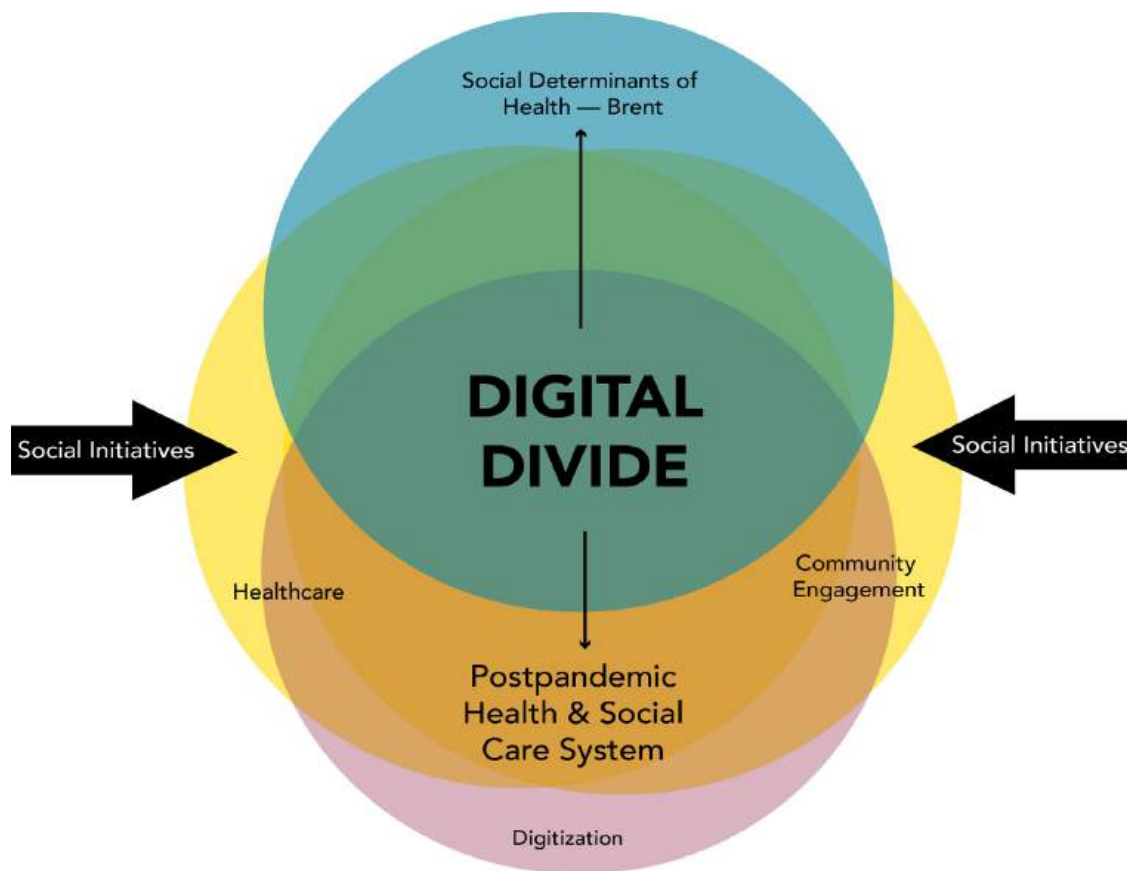 Social Determinants of
Health — Brent
DIGITAL
DIVIDE
Social Initiatives
Social Initiatives
Healthcare
Community
Engagement
Postpandemic
Health & Social
Care System
Digitization